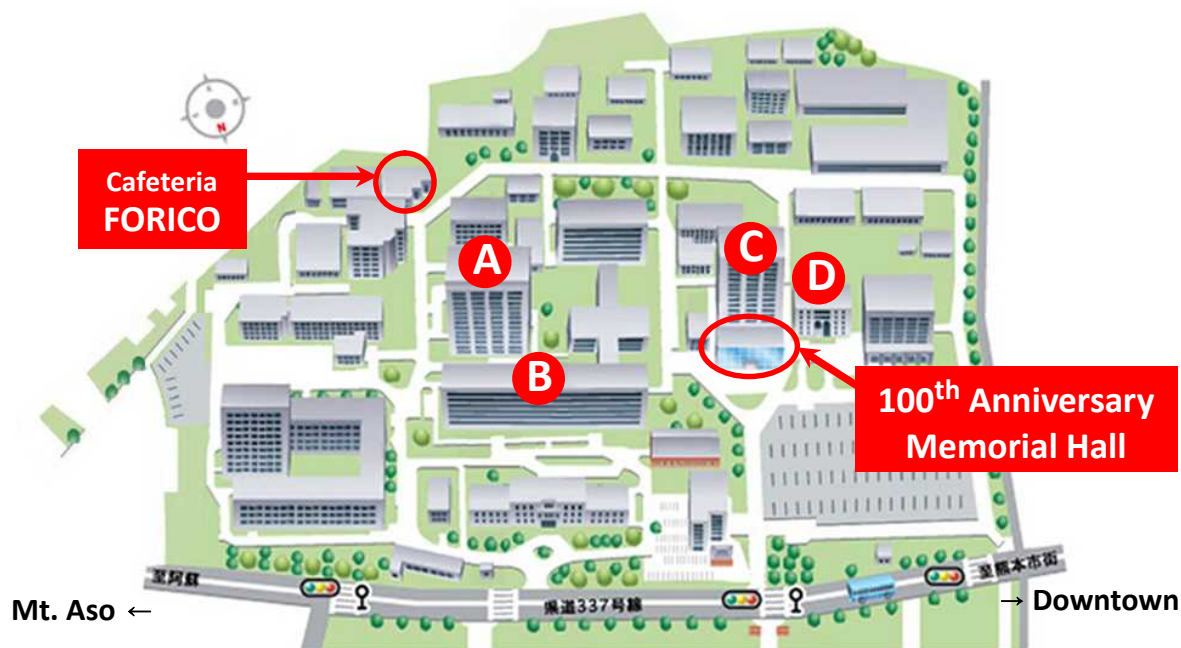 N
Cafeteria
FORICO
A
C
D
B
100th Anniversary
Memorial Hall
至阿蘇
県道337号線
至熊本市街
Mt. Aso ←
→ Downtown